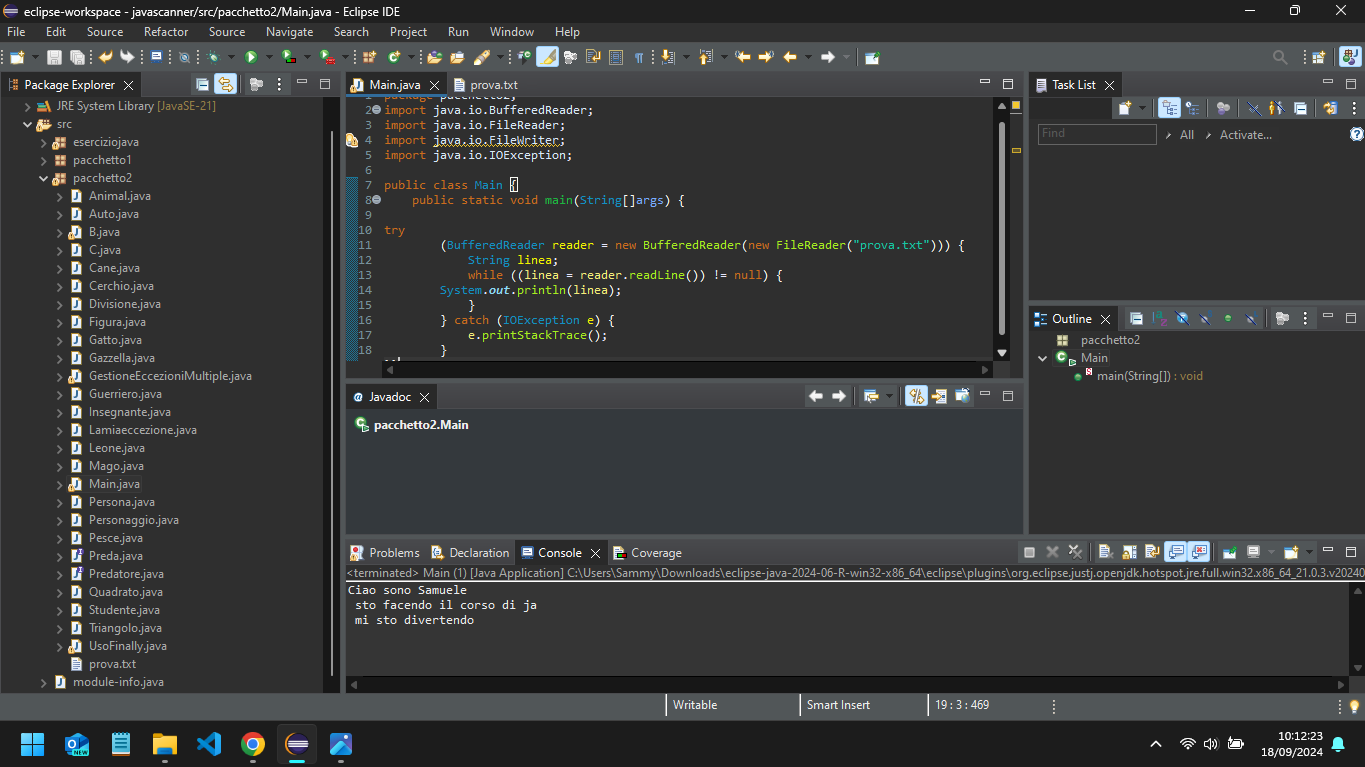 eclipse-workspace - javascanner/src/pacchetto2/Main.java - Eclipse IDE
File Edit Source Refactor Source Navigate Search Project Run Window Help
Package Explorer
JRE System Library [JavaSE-21]
src
eserciziojava
pacchetto1
pacchetto2
Animal.java
Auto.java
B.java
C.java
Cane.java
Cerchio.java
Divisione.java
Figura.java
Gatto.java
Gazzella.java
GestioneEccezioniMultiple.java
Guerriero.java
Insegnante.java
Lamiaeccezione.java
Leone.java
Mago.java
Main.java
Persona.java
Personaggio.java
Pesce.java
Preda.java
Predatore.java
Quadrato.java
Studente.java
Triangolo.java
UsoFinally.java
prova.txt
module-info.java
Main.java prova.txt
1 package pacchetto2;
2 import java.io.BufferedReader;
3 import java.io.FileReader;
4 import java.io.FileWriter;
5 import java.io.IOException;
6
7 public class Main {
8 public static void main(String[]args) {
9
10 try
11 (BufferedReader reader = new BufferedReader(new FileReader("prova.txt"))) {
12 String linea;
13 while ((linea = reader.readLine()) != null) {
14 System.out.println(linea);
15 }
16 } catch (IOException e) {
17 e.printStackTrace();
18 }
Javadoc
pacchetto2.Main
Problems Declaration Console Coverage
<terminated> Main (1) [Java Application] C:\Users\Sammy\Downloads\eclipse-java-2024-06-R-win32-x86_64\eclipse\plugins\org.eclipse.justj.openjdk.hotspot.jre.full.win32.x86_64_21.0.3.v20240
Ciao sono Samuele
sto facendo il corso di ja
mi sto divertendo
Task List
Find All Activate...
Outline
pacchetto2
Main
main(String[]) : void
Writable Smart Insert 19 : 3 : 469
NEW
10:12:23
18/09/2024